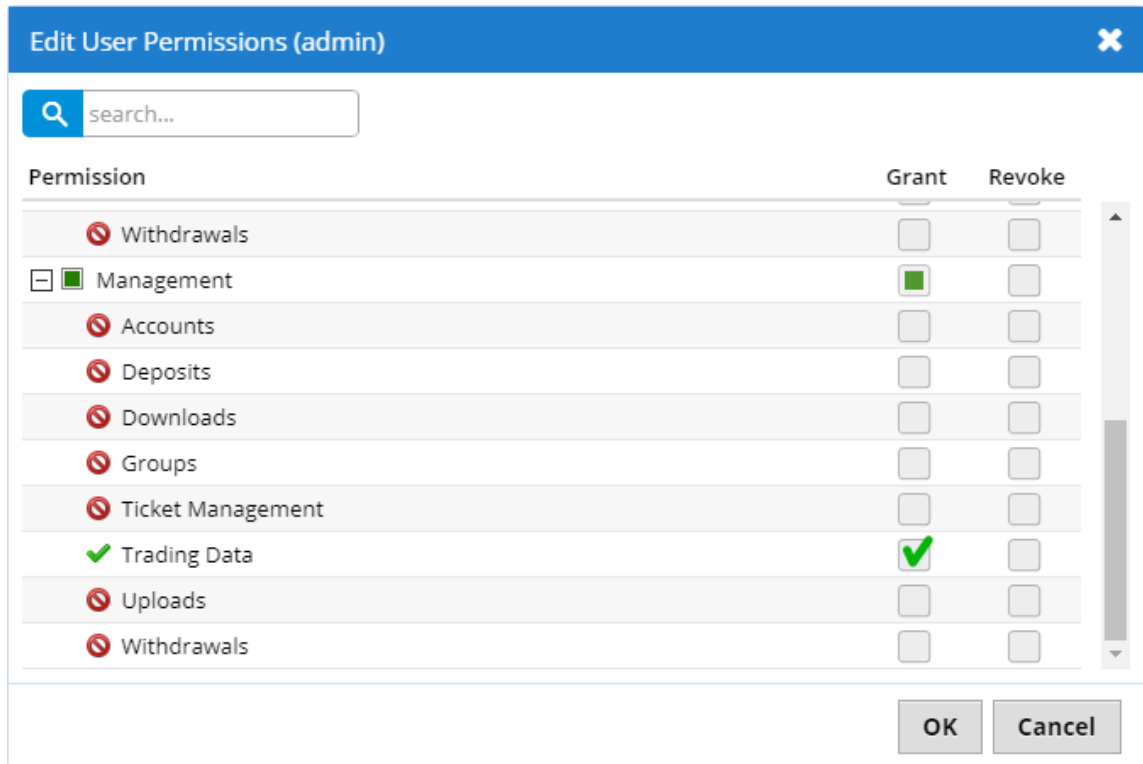 Edit User Permissions (admin)
search...
Permission Grant Revoke
Withdrawals
Management
Accounts
Deposits
Downloads
Groups
Ticket Management
Trading Data
Uploads
Withdrawals
OK Cancel